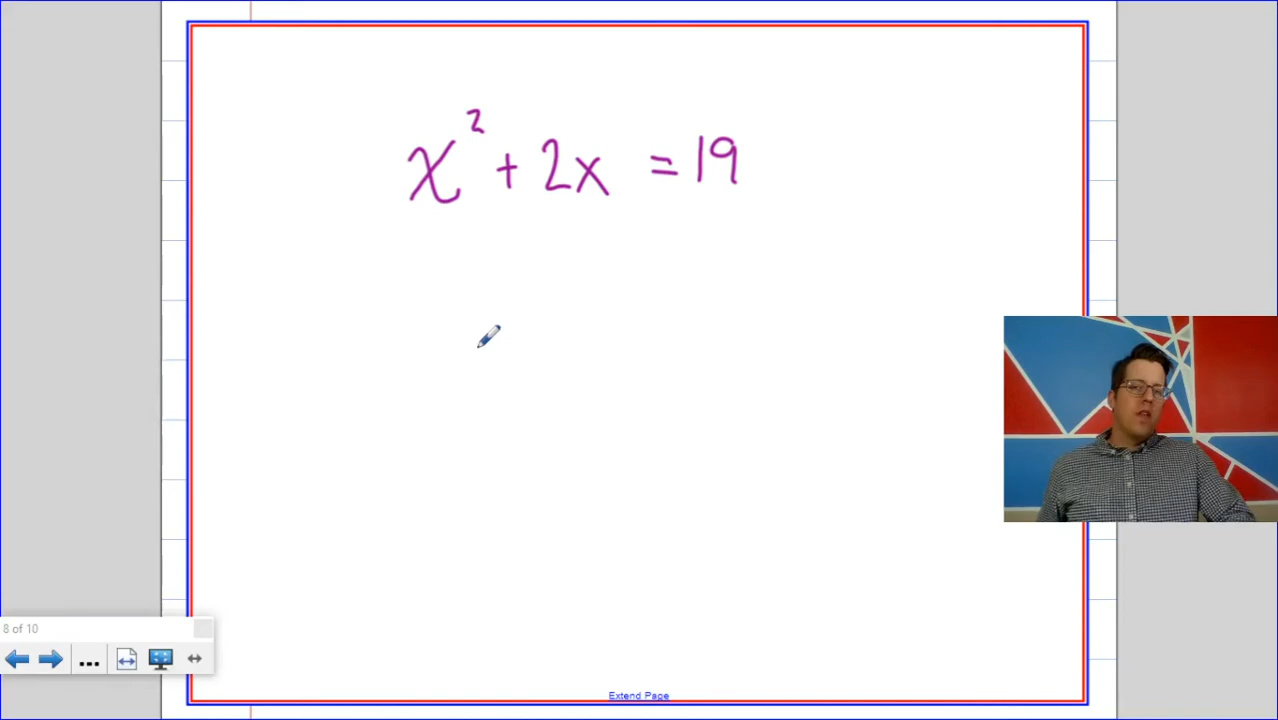 x² + 2x = 19
8 of 10
...
Extend Page